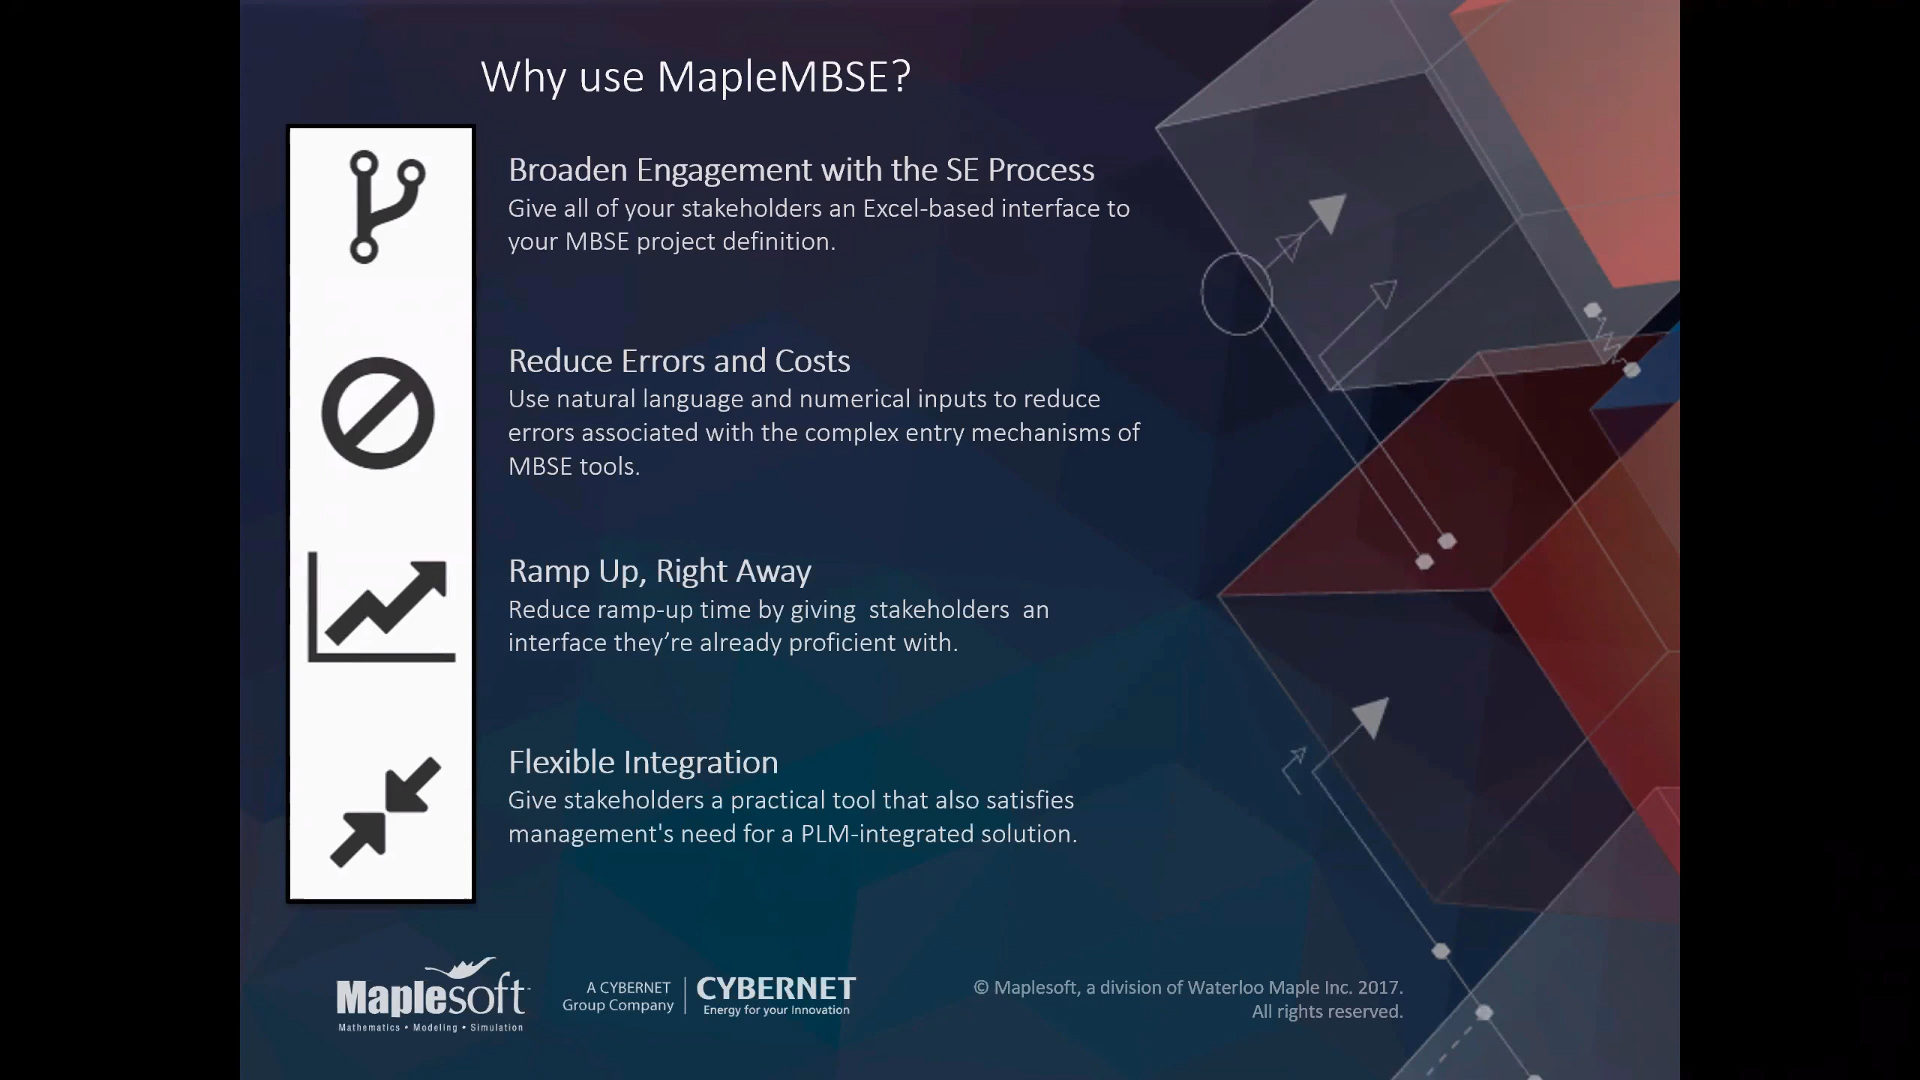 Why use MapleMBSE?
Broaden Engagement with the SE Process
Give all of your stakeholders an Excel-based interface to
your MBSE project definition.
Reduce Errors and Costs
Use natural language and numerical inputs to reduce
errors associated with the complex entry mechanisms of
MBSE tools.
Ramp Up, Right Away
Reduce ramp-up time by giving stakeholders an
interface they’re already proficient with.
Flexible Integration
Give stakeholders a practical tool that also satisfies
management's need for a PLM-integrated solution.
Maplesoft
Mathematics • Modeling • Simulation
A CYBERNET
Group Company
CYBERNET
Energy for your Innovation
© Maplesoft, a division of Waterloo Maple Inc. 2017.
All rights reserved.